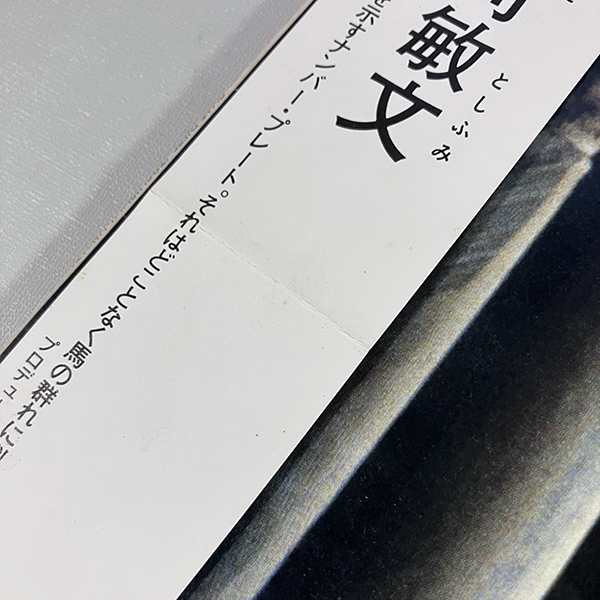 敏文
としふみ
を示すナンバー・プレート。それはどことなく馬の群れに
プロデュ